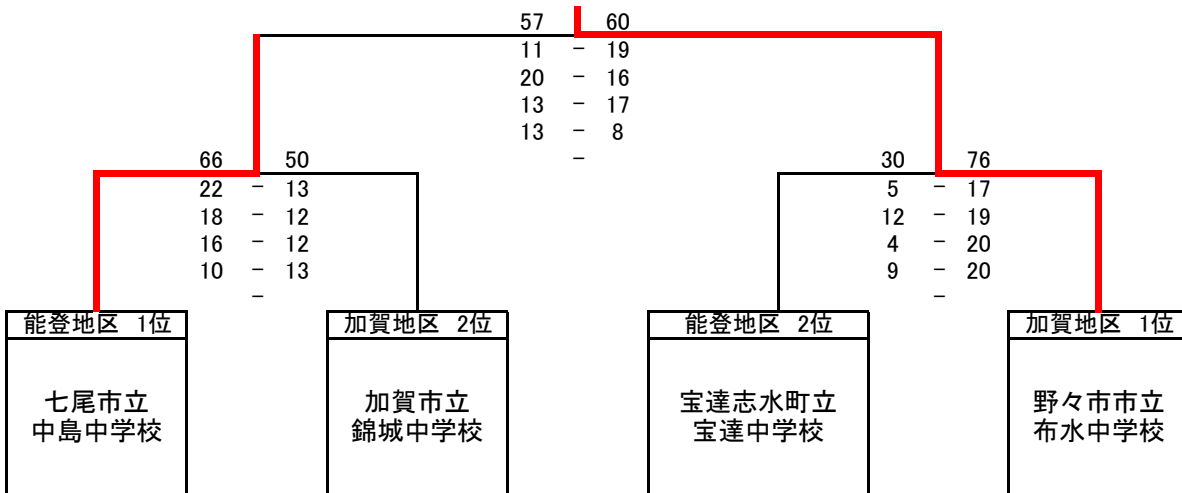 57 60
11 - 19
20 - 16
13 - 17
13 - 8
-
66 50
22 - 13
18 - 12
16 - 12
10 - 13
-
30 76
5 - 17
12 - 19
4 - 20
9 - 20
-
能登地区 1位
七尾市立
中島中学校
加賀地区 2位
加賀市立
錦城中学校
能登地区 2位
宝達志水町立
宝達中学校
加賀地区 1位
野々市市立
布水中学校